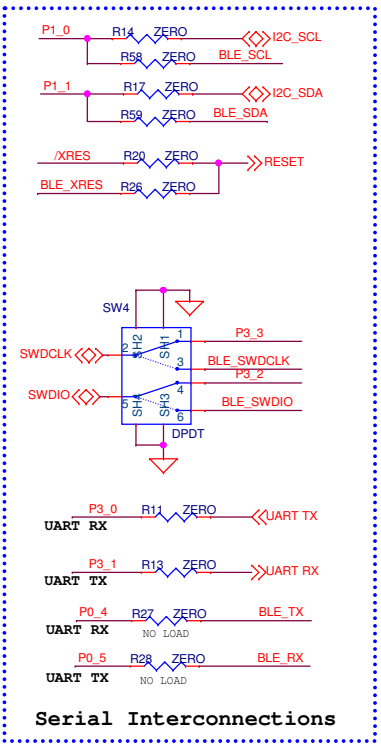 P1_0 R14 ZERO I2C_SCL
R58 ZERO BLE_SCL
P1_1 R17 ZERO I2C_SDA
R59 ZERO BLE_SDA
/XRES R20 ZERO RESET
BLE_XRES R26 ZERO
SW4
SH2 SH1 1 P3_3
SWDCLK 2
3 BLE_SWDCLK
P3_2
SWDIO 4
5 SH4 SH3 BLE_SWDIO
6
DPDT
P3_0 R11 ZERO UART TX
UART RX
P3_1 R13 ZERO UART RX
UART TX
P0_4 R27 ZERO BLE_TX
UART RX NO LOAD
P0_5 R28 ZERO BLE_RX
UART TX NO LOAD
Serial Interconnections